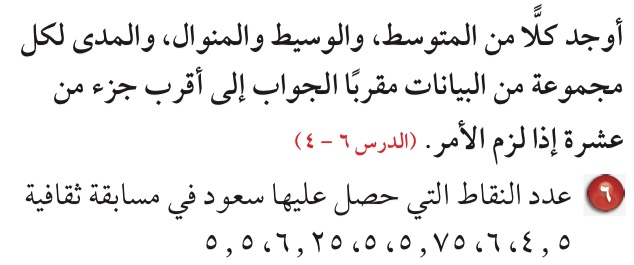 أوجد كلًّا من المتوسط، والوسيط والمنوال، والمدى لكل
مجموعة من البيانات مقربًا الجواب إلى أقرب جزء من
عشرة إذا لزم الأمر. (الدرس ٦ – ٤)
٦ عدد النقاط التي حصل عليها سعود في مسابقة ثقافية
٤,٥ ، ٦ ، ٥,٧٥ ، ٥ ، ٦,٢٥ ، ٥,٥